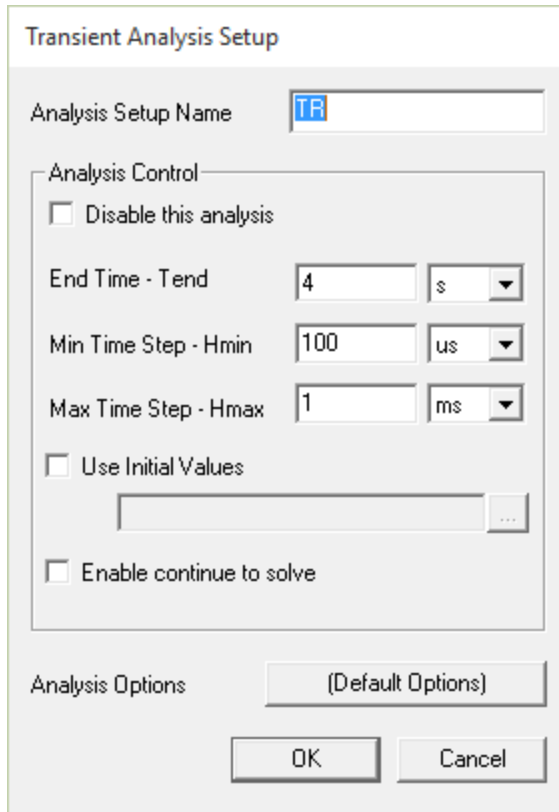 Transient Analysis Setup
Analysis Setup Name TR
Analysis Control
Disable this analysis
End Time - Tend 4 s
Min Time Step - Hmin 100 us
Max Time Step - Hmax 1 ms
Use Initial Values
...
Enable continue to solve
Analysis Options (Default Options)
OK Cancel